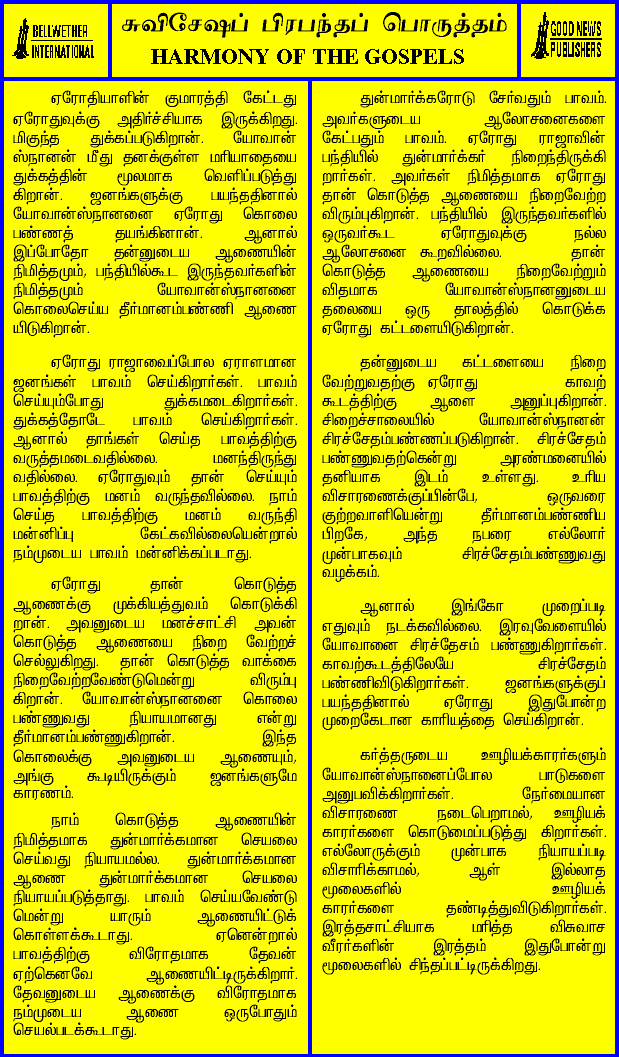 BELLWETHER
INTERNATIONAL
சுவிசேஷப் பிரபந்தப் பொருத்தம்
HARMONY OF THE GOSPELS
GOOD NEWS
PUBLISHERS
ஏரோதியாளின் குமாரத்தி கேட்டது
ஏரோதுவுக்கு அதிர்ச்சியாக இருக்கிறது.
மிகுந்த துக்கப்படுகிறான். யோவான்
ஸ்நானன் மீது தனக்குள்ள மரியாதையை
துக்கத்தின் மூலமாக வெளிப்படுத்து
கிறான். ஜனங்களுக்கு பயந்ததினால்
யோவான்ஸ்நானனை ஏரோது கொலை
பண்ணத் தயங்கினான். ஆனால்
இப்போதோ தன்னுடைய ஆணையின்
நிமித்தமும், பந்தியில்கூட இருந்தவர்களின்
நிமித்தமும் யோவான்ஸ்நானனை
கொலைசெய்ய தீர்மானம்பண்ணி ஆணை
யிடுகிறான்.
ஏரோது ராஜாவைப்போல ஏராளமான
ஜனங்கள் பாவம் செய்கிறார்கள். பாவம்
செய்யும்போது துக்கமடைகிறார்கள்.
துக்கத்தோடே பாவம் செய்கிறார்கள்.
ஆனால் தாங்கள் செய்த பாவத்திற்கு
வருத்தமடைவதில்லை. மனந்திருந்து
வதில்லை. ஏரோதுவும் தான் செய்யும்
பாவத்திற்கு மனம் வருந்தவில்லை. நாம்
செய்த பாவத்திற்கு மனம் வருந்தி
மன்னிப்பு கேட்கவில்லையென்றால்
நம்முடைய பாவம் மன்னிக்கப்படாது.
ஏரோது தான் கொடுத்த
ஆணைக்கு முக்கியத்துவம் கொடுக்கி
றான். அவனுடைய மனச்சாட்சி அவன்
கொடுத்த ஆணையை நிறை வேற்றச்
செல்லுகிறது. தான் கொடுத்த வாக்கை
நிறைவேற்றவேண்டுமென்று விரும்பு
கிறான். யோவான்ஸ்நானனை கொலை
பண்ணுவது நியாயமானது என்று
தீர்மானம்பண்ணுகிறான். இந்த
கொலைக்கு அவனுடைய ஆணையும்,
அங்கு கூடியிருக்கும் ஜனங்களுமே
காரணம்.
நாம் கொடுத்த ஆணையின்
நிமித்தமாக துன்மார்க்கமான செயலை
செய்வது நியாயமல்ல. துன்மார்க்கமான
ஆணை துன்மார்க்கமான செயலை
நியாயப்படுத்தாது. பாவம் செய்யவேண்டு
மென்று யாரும் ஆணையிட்டுக்
கொள்ளக்கூடாது. ஏனென்றால்
பாவத்திற்கு விரோதமாக தேவன்
ஏற்கெனவே ஆணையிட்டிருக்கிறார்.
தேவனுடைய ஆணைக்கு விரோதமாக
நம்முடைய ஆணை ஒருபோதும்
செயல்படக்கூடாது.
துன்மார்க்கரோடு சேர்வதும் பாவம்.
அவர்களுடைய ஆலோசனைகளை
கேட்பதும் பாவம். ஏரோது ராஜாவின்
பந்தியில் துன்மார்க்கர் நிறைந்திருக்கி
றார்கள். அவர்கள் நிமித்தமாக ஏரோது
தான் கொடுத்த ஆணையை நிறைவேற்ற
விரும்புகிறான். பந்தியில் இருந்தவர்களில்
ஒருவர்கூட ஏரோதுவுக்கு நல்ல
ஆலோசனை கூறவில்லை. தான்
கொடுத்த ஆணையை நிறைவேற்றும்
விதமாக யோவான்ஸ்நானனுடைய
தலையை ஒரு தாலத்தில் கொடுக்க
ஏரோது கட்டளையிடுகிறான்.
தன்னுடைய கட்டளையை நிறை
வேற்றுவதற்கு ஏரோது காவற்
கூடத்திற்கு ஆளை அனுப்புகிறான்.
சிறைச்சாலையில் யோவான்ஸ்நானன்
சிரச்சேதம்பண்ணப்படுகிறான். சிரச்சேதம்
பண்ணுவதற்கென்று அரண்மனையில்
தனியாக இடம் உள்ளது. உரிய
விசாரணைக்குப்பின்பே, ஒருவரை
குற்றவாளியென்று தீர்மானம்பண்ணிய
பிறகே, அந்த நபரை எல்லோர்
முன்பாகவும் சிரச்சேதம்பண்ணுவது
வழக்கம்.
ஆனால் இங்கோ முறைப்படி
எதுவும் நடக்கவில்லை. இரவுவேளையில்
யோவானை சிரச்தேசம் பண்ணுகிறார்கள்.
காவற்கூடத்திலேயே சிரச்சேதம்
பண்ணிவிடுகிறார்கள். ஜனங்களுக்குப்
பயந்ததினால் ஏரோது இதுபோன்ற
முறைகேடான காரியத்தை செய்கிறான்.
கர்த்தருடைய ஊழியக்காரர்களும்
யோவான்ஸ்நானைப்போல பாடுகளை
அனுபவிக்கிறார்கள். நேர்மையான
விசாரணை நடைபெறாமல், ஊழியக்
காரர்களை கொடுமைப்படுத்து கிறார்கள்.
எல்லோருக்கும் முன்பாக நியாயப்படி
விசாரிக்காமல், ஆள் இல்லாத
மூலைகளில் ஊழியக்
காரர்களை தண்டித்துவிடுகிறார்கள்.
இரத்தசாட்சியாக மரித்த விசுவாச
வீரர்களின் இரத்தம் இதுபோன்று
மூலைகளில் சிந்தப்பட்டிருக்கிறது.